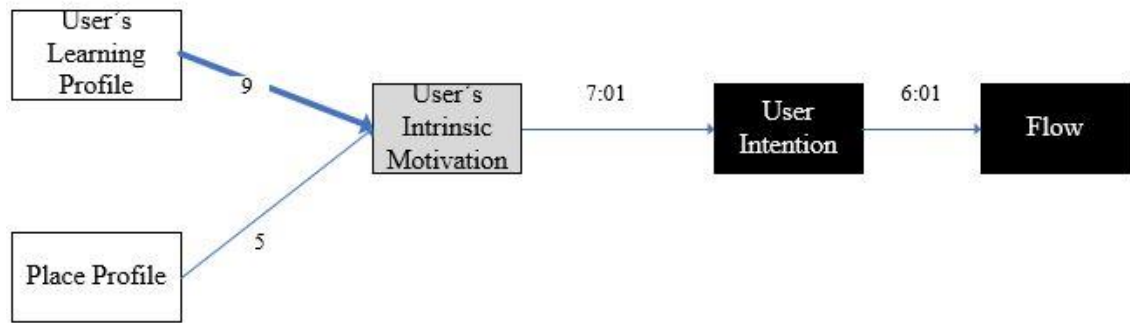 User´s
Learning
Profile
9
User´s
Intrinsic
Motivation
7:01
User
Intention
6:01
Flow
5
Place Profile